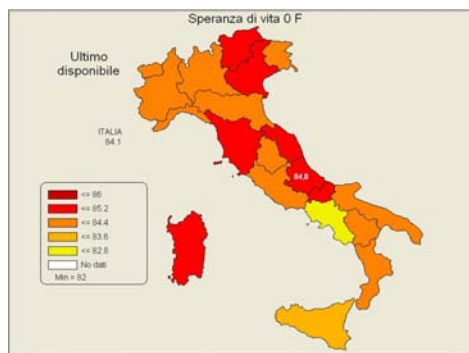 Speranza di vita 0 F
Ultimo
disponibile
ITALIA
84.1
84,8
<= 86
<= 85.2
<= 84.4
<= 83.6
<= 82.8
No dati
Min = 82